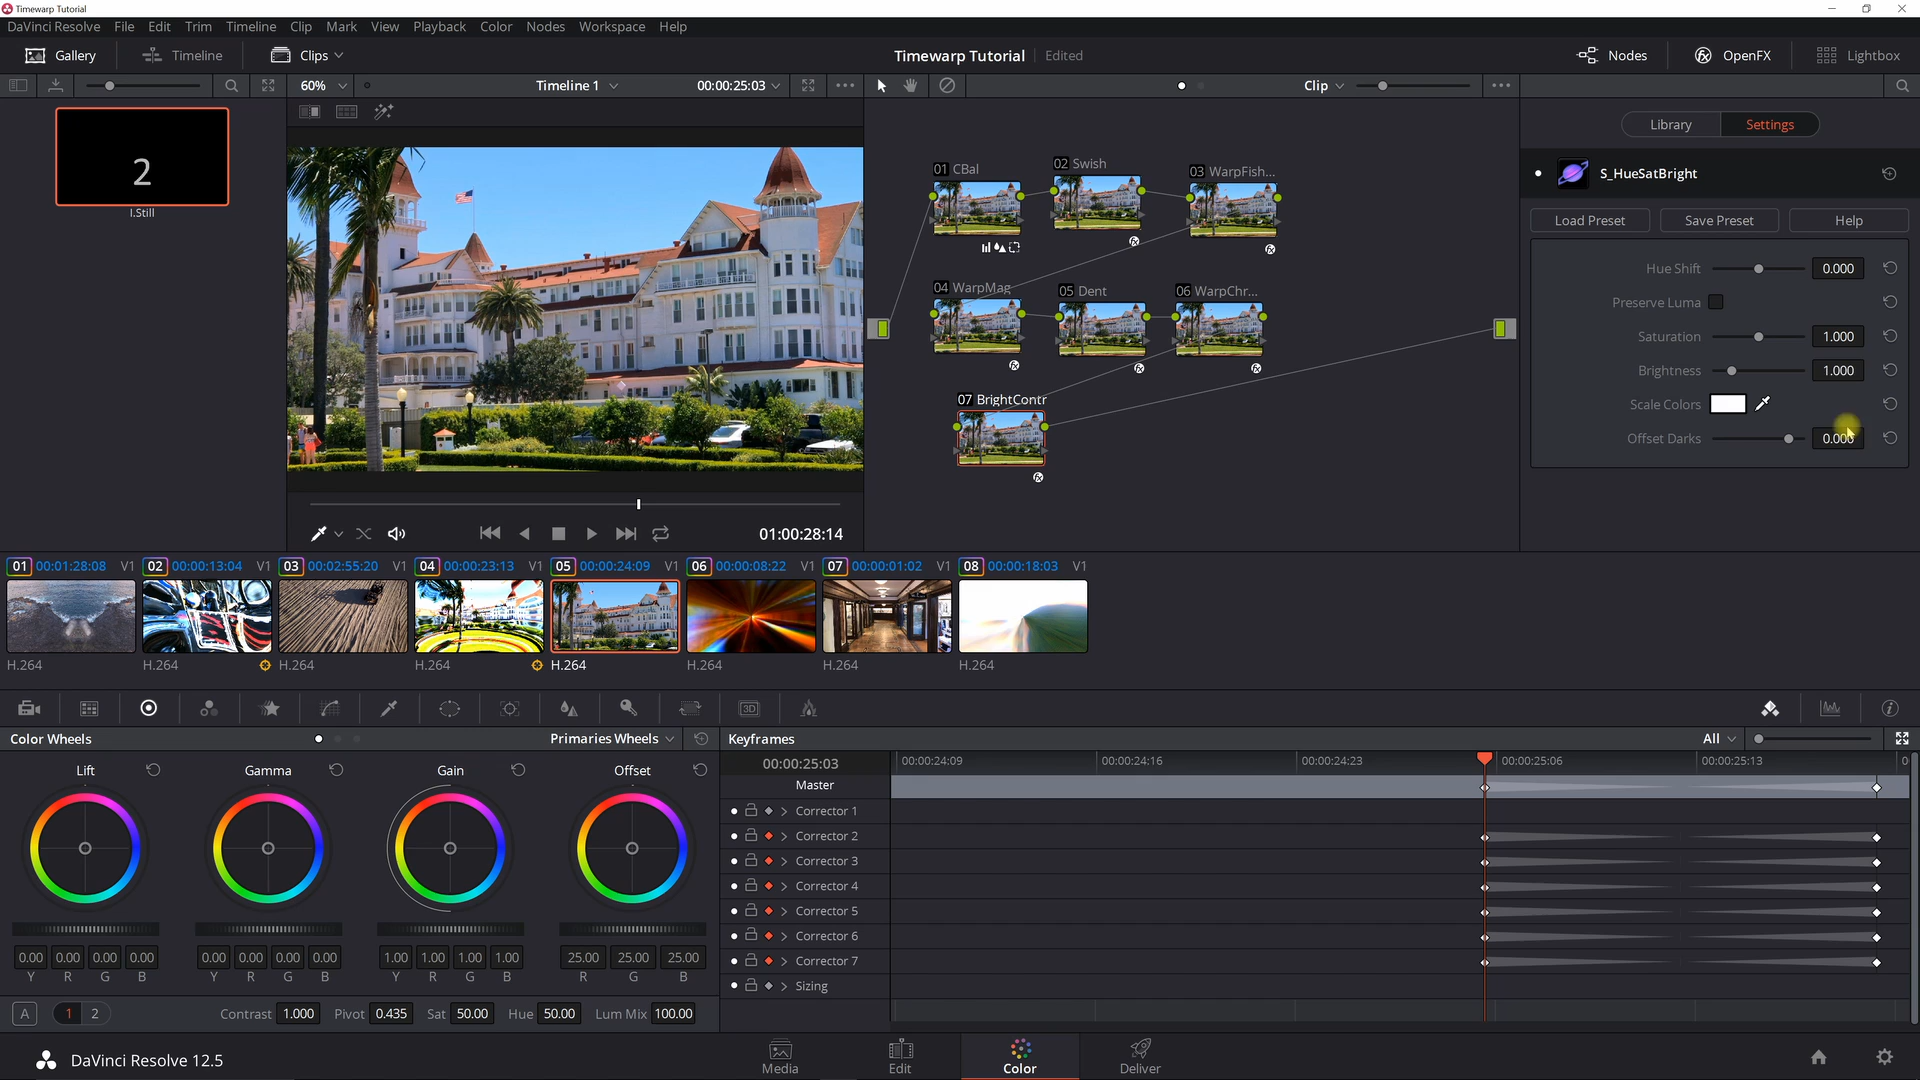 Timewarp Tutorial
DaVinci Resolve File Edit Trim Timeline Clip Mark View Playback Color Nodes Workspace Help
Gallery Timeline Clips Timewarp Tutorial Edited Nodes OpenFX Lightbox
60% Timeline 1 00:00:25:03 Clip
Library Settings
S_HueSatBright
Load Preset Save Preset Help
Hue Shift 0.000
Preserve Luma
Saturation 1.000
Brightness 1.000
Scale Colors
Offset Darks 0.000
2
I.Still
01 CBal 02 Swish 03 WarpFish...
04 WarpMag 05 Dent 06 WarpChr...
07 BrightContr
01:00:28:14
01 00:01:28:08 V1 02 00:00:13:04 V1 03 00:02:55:20 V1 04 00:00:23:13 V1 05 00:00:24:09 V1 06 00:00:08:22 V1 07 00:00:01:02 V1 08 00:00:18:03 V1
H.264 H.264 H.264 H.264 H.264 H.264 H.264 H.264
3D
Color Wheels Primaries Wheels Keyframes All
00:00:25:03 00:00:24:09 00:00:24:16 00:00:24:23 00:00:25:06 00:00:25:13 0
Lift Gamma Gain Offset
Master
Corrector 1
Corrector 2
Corrector 3
Corrector 4
Corrector 5
Corrector 6
Corrector 7
Sizing
0.00 0.00 0.00 0.00 0.00 0.00 0.00 0.00 1.00 1.00 1.00 1.00 25.00 25.00 25.00
Y R G B Y R G B Y R G B R G B
A 1 2 Contrast 1.000 Pivot 0.435 Sat 50.00 Hue 50.00 Lum Mix 100.00
DaVinci Resolve 12.5 Media Edit Color Deliver